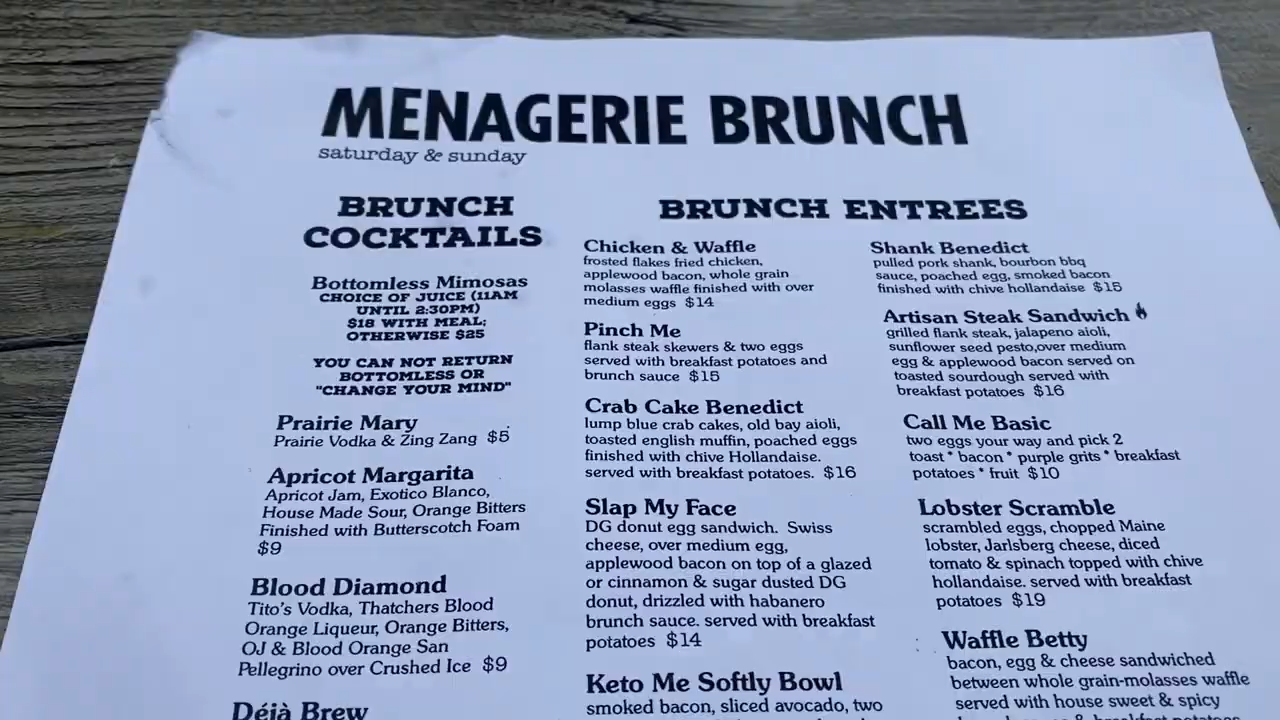 MENAGERIE BRUNCH
saturday & sunday
BRUNCH
COCKTAILS
Bottomless Mimosas
CHOICE OF JUICE (11AM
UNTIL 2:30PM)
$18 WITH MEAL;
OTHERWISE $25
YOU CAN NOT RETURN
BOTTOMLESS OR
"CHANGE YOUR MIND"
Prairie Mary
Prairie Vodka & Zing Zang $5
Apricot Margarita
Apricot Jam, Exotico Blanco,
House Made Sour, Orange Bitters
Finished with Butterscotch Foam
$9
Blood Diamond
Tito's Vodka, Thatchers Blood
Orange Liqueur, Orange Bitters,
OJ & Blood Orange San
Pellegrino over Crushed Ice $9
Déjà Brew
BRUNCH ENTREES
Chicken & Waffle
frosted flakes fried chicken,
applewood bacon, whole grain
molasses waffle finished with over
medium eggs $14
Pinch Me
flank steak skewers & two eggs
served with breakfast potatoes and
brunch sauce $15
Crab Cake Benedict
lump blue crab cakes, old bay aioli,
toasted english muffin, poached eggs
finished with chive Hollandaise.
served with breakfast potatoes. $16
Slap My Face
DG donut egg sandwich. Swiss
cheese, over medium egg,
applewood bacon on top of a glazed
or cinnamon & sugar dusted DG
donut, drizzled with habanero
brunch sauce. served with breakfast
potatoes $14
Keto Me Softly Bowl
smoked bacon, sliced avocado, two
Shank Benedict
pulled pork shank, bourbon bbq
sauce, poached egg, smoked bacon
finished with chive hollandaise $15
Artisan Steak Sandwich
grilled flank steak, jalapeno aioli,
sunflower seed pesto,over medium
egg & applewood bacon served on
toasted sourdough served with
breakfast potatoes $16
Call Me Basic
two eggs your way and pick 2
toast * bacon * purple grits * breakfast
potatoes * fruit $10
Lobster Scramble
scrambled eggs, chopped Maine
lobster, Jarlsberg cheese, diced
tomato & spinach topped with chive
hollandaise. served with breakfast
potatoes $19
Waffle Betty
bacon, egg & cheese sandwiched
between whole grain-molasses waffle
served with house sweet & spicy